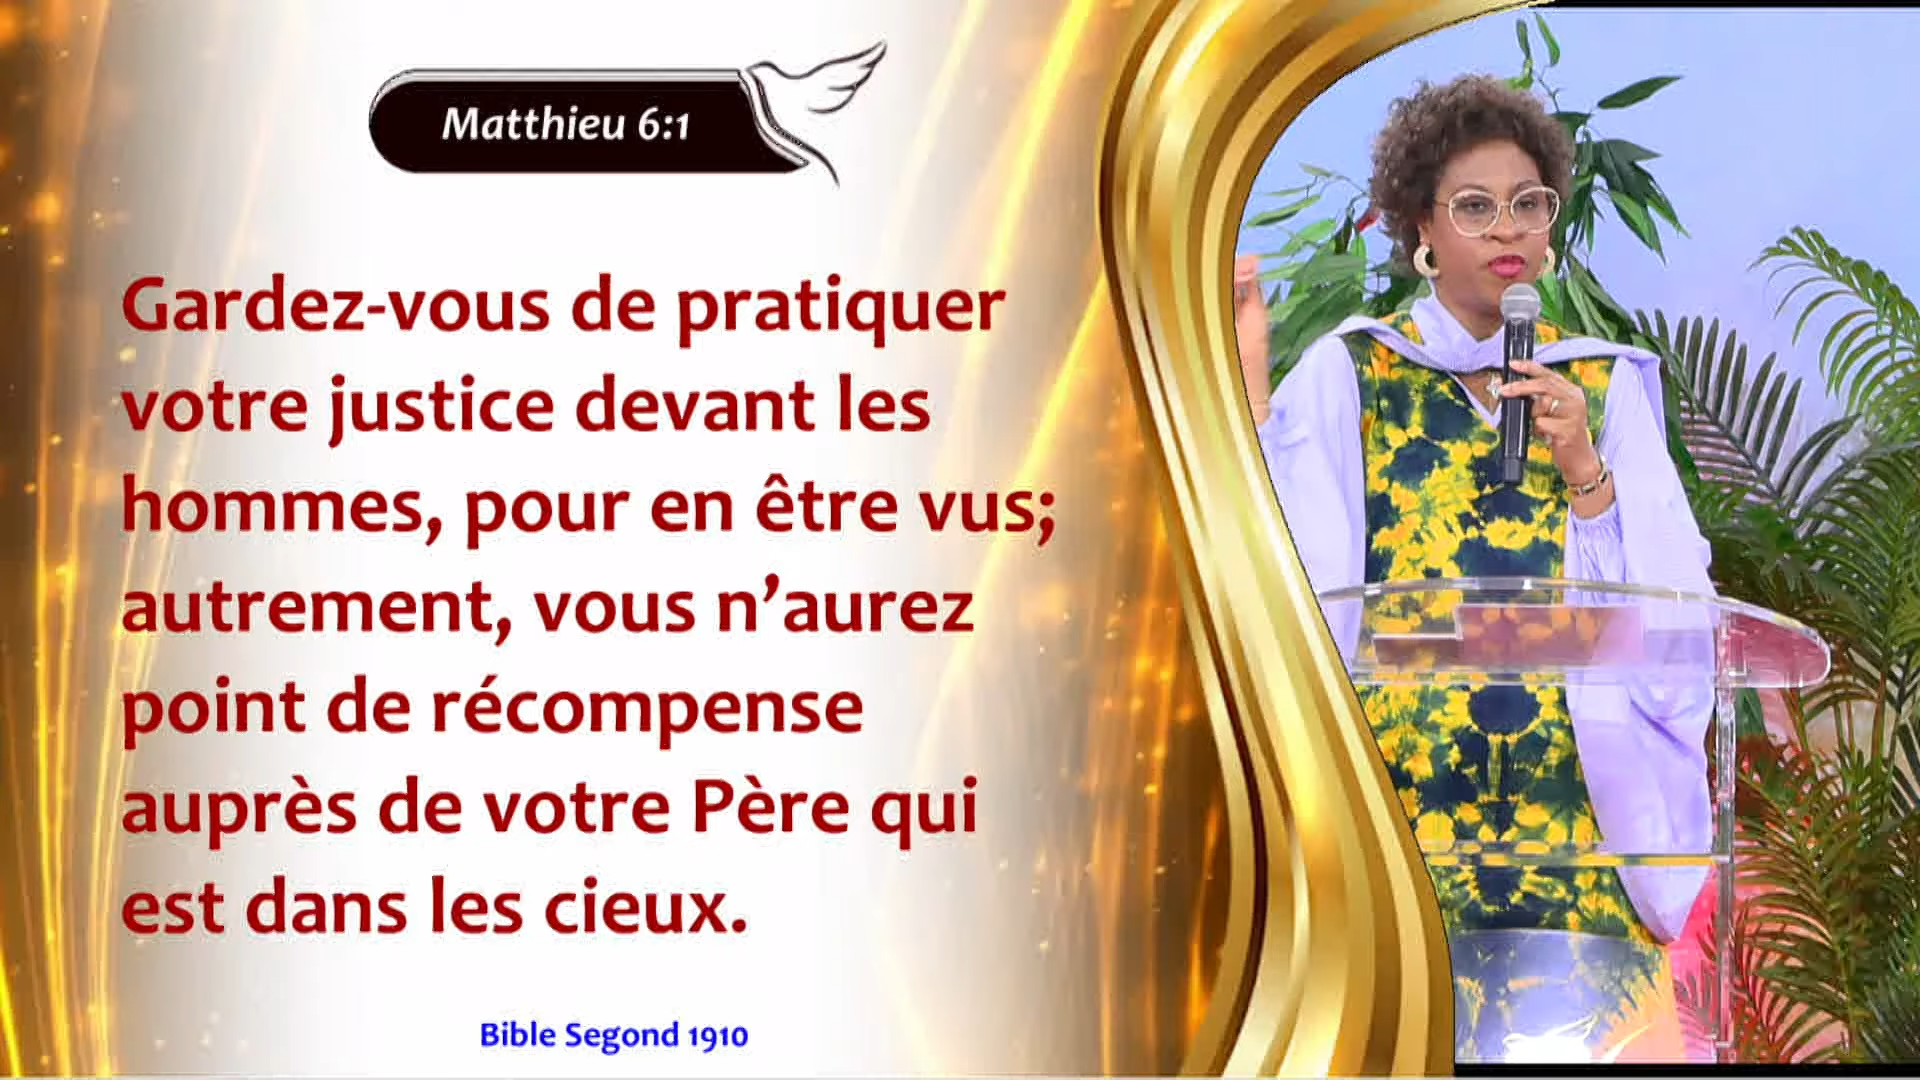 Matthieu 6:1
Gardez-vous de pratiquer
votre justice devant les
hommes, pour en être vus;
autrement, vous n’aurez
point de récompense
auprès de votre Père qui
est dans les cieux.
Bible Segond 1910